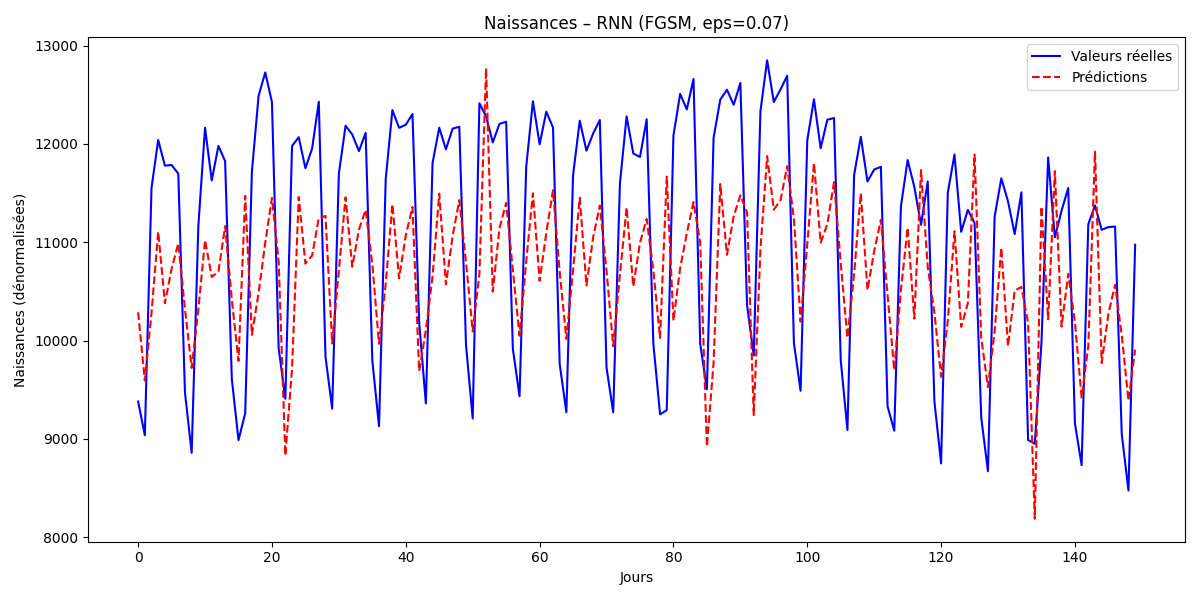 Naissances – RNN (FGSM, eps=0.07)
Valeurs réelles
Prédictions
Naissances (dénormalisées)
13000
12000
11000
10000
9000
8000
0 20 40 60 80 100 120 140
Jours